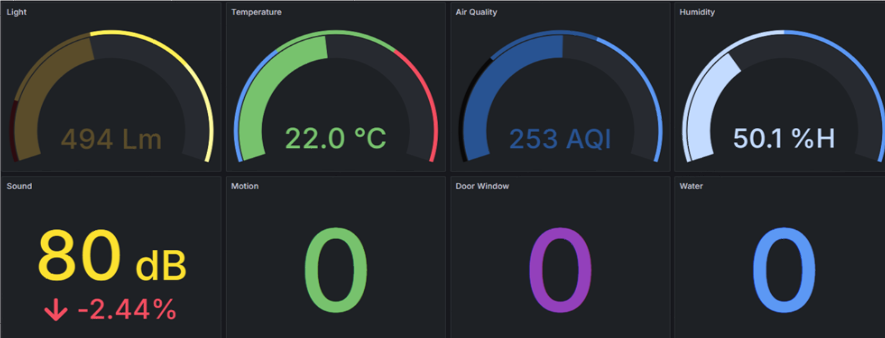 Light
494 Lm
Temperature
22.0 °C
Air Quality
253 AQI
Humidity
50.1 %H
Sound
80 dB
↓ -2.44%
Motion
0
Door Window
0
Water
0